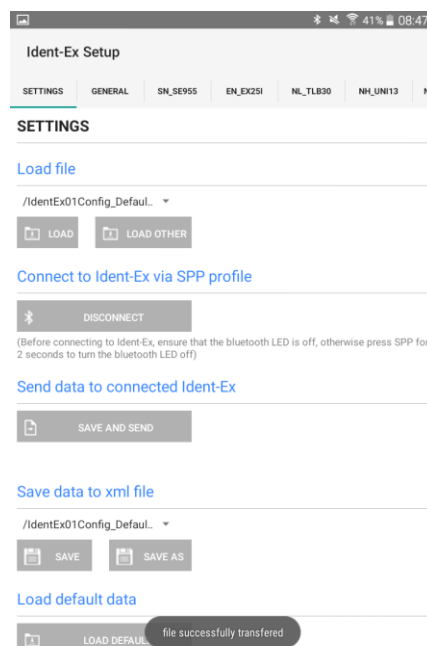 41% 08:47
Ident-Ex Setup
SETTINGS GENERAL SN_SE955 EN_EX25I NL_TLB30 NH_UNI13
SETTINGS
Load file
/IdentEx01Config_Defaul..
LOAD LOAD OTHER
Connect to Ident-Ex via SPP profile
DISCONNECT
(Before connecting to Ident-Ex, ensure that the bluetooth LED is off, otherwise press SPP for
2 seconds to turn the bluetooth LED off)
Send data to connected Ident-Ex
SAVE AND SEND
Save data to xml file
/IdentEx01Config_Defaul..
SAVE SAVE AS
Load default data
LOAD DEFAUL
file successfully transfered